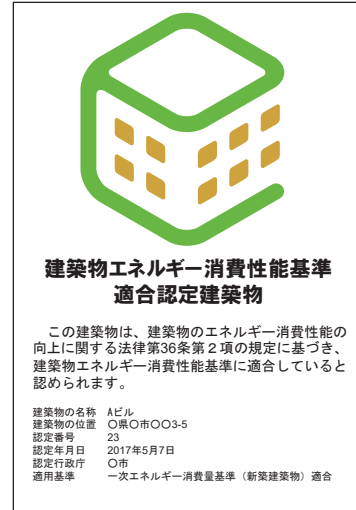 建築物エネルギー消費性能基準
適合認定建築物
この建築物は、建築物のエネルギー消費性能の
向上に関する法律第36条第2項の規定に基づき、
建築物エネルギー消費性能基準に適合していると
認められます。
建築物の名称 Aビル
建築物の位置 〇県〇市〇〇3-5
認定番号 23
認定年月日 2017年5月7日
認定行政庁 〇市
適用基準 一次エネルギー消費量基準（新築建築物）適合